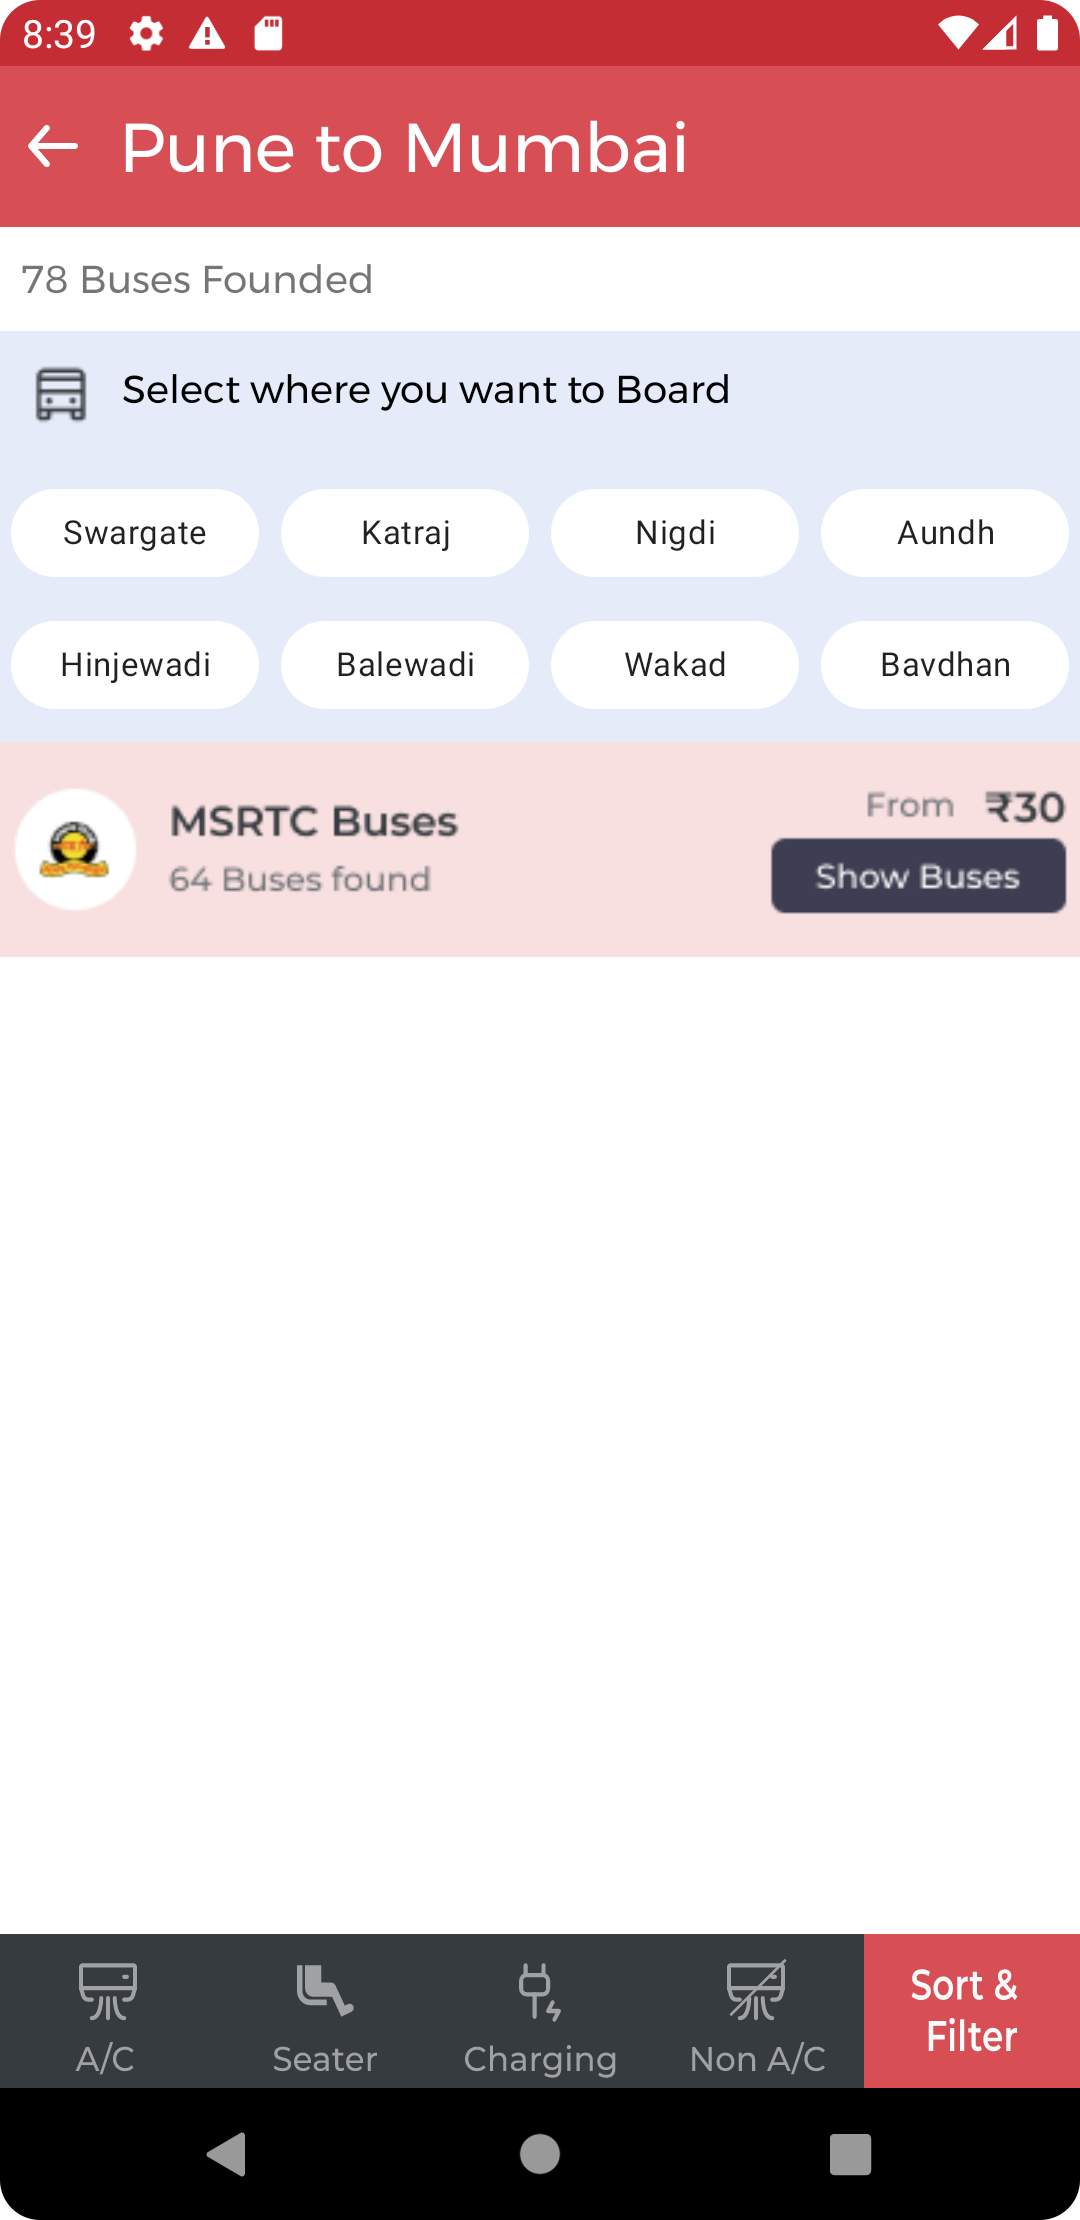 8:39
Pune to Mumbai
78 Buses Founded
Select where you want to Board
Swargate Katraj Nigdi Aundh
Hinjewadi Balewadi Wakad Bavdhan
MSRTC Buses
From ₹30
64 Buses found
Show Buses
A/C Seater Charging Non A/C
Sort &
Filter